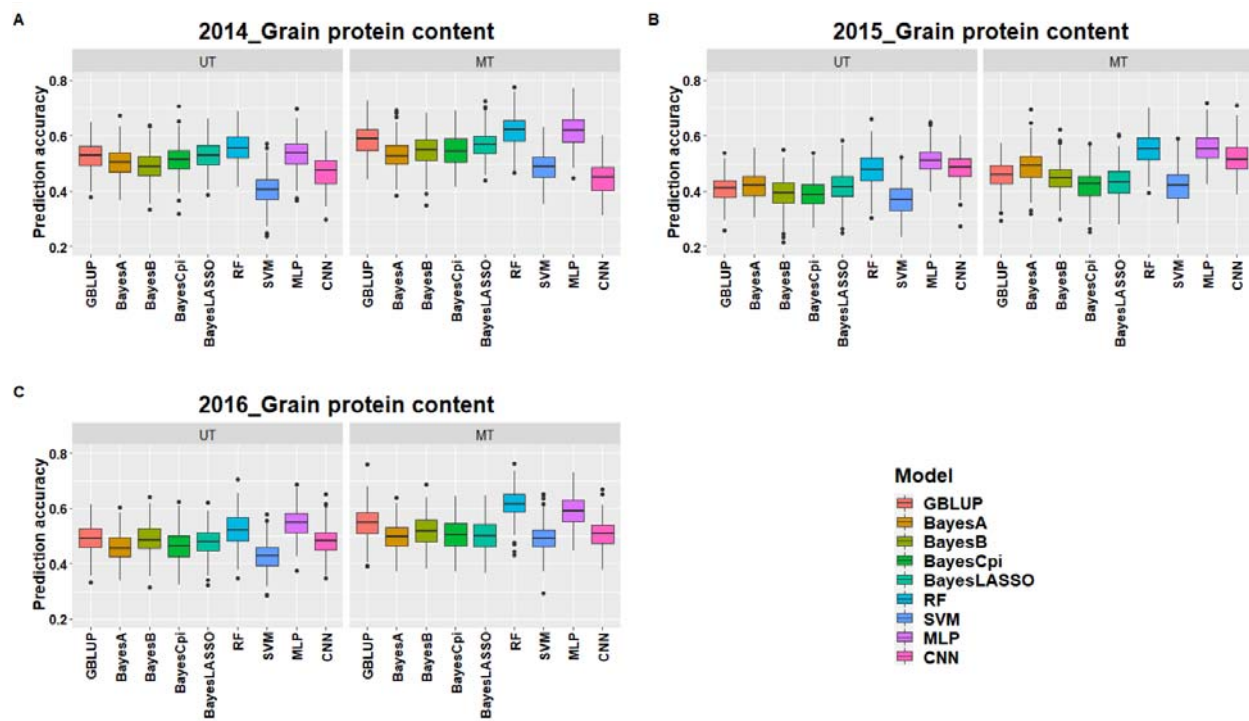 A
2014_Grain protein content
UT MT
Prediction accuracy
0.8
0.6
0.4
0.2
GBLUP BayesA BayesB BayesCpi BayesLASSO RF SVM MLP CNN GBLUP BayesA BayesB BayesCpi BayesLASSO RF SVM MLP CNN
B
2015_Grain protein content
UT MT
Prediction accuracy
0.8
0.6
0.4
0.2
GBLUP BayesA BayesB BayesCpi BayesLASSO RF SVM MLP CNN GBLUP BayesA BayesB BayesCpi BayesLASSO RF SVM MLP CNN
C
2016_Grain protein content
UT MT
Prediction accuracy
0.8
0.6
0.4
0.2
GBLUP BayesA BayesB BayesCpi BayesLASSO RF SVM MLP CNN GBLUP BayesA BayesB BayesCpi BayesLASSO RF SVM MLP CNN
Model
GBLUP
BayesA
BayesB
BayesCpi
BayesLASSO
RF
SVM
MLP
CNN